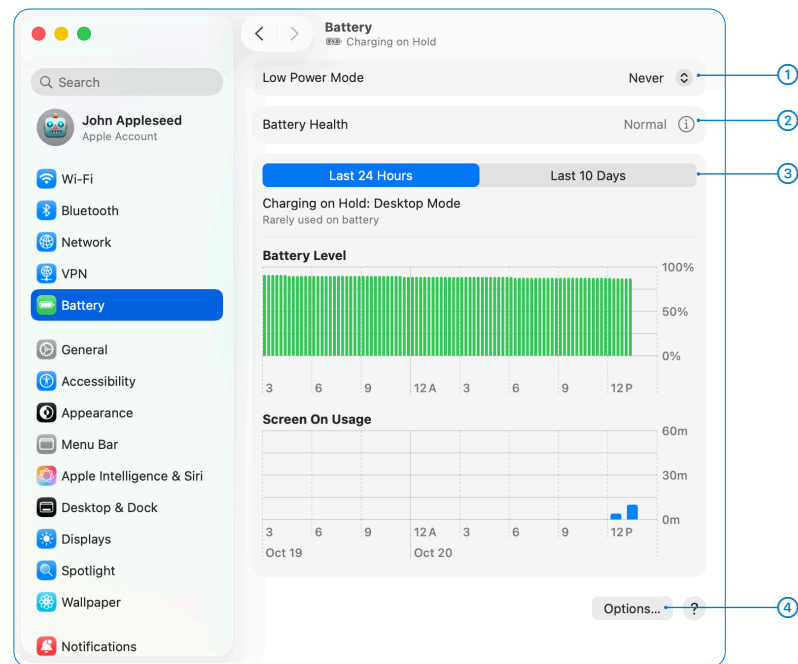 Battery
Charging on Hold
Search
John Appleseed
Apple Account
Wi-Fi
Bluetooth
Network
VPN
Battery
General
Accessibility
Appearance
Menu Bar
Apple Intelligence & Siri
Desktop & Dock
Displays
Spotlight
Wallpaper
Notifications
Low Power Mode Never 1
Battery Health Normal 2
Last 24 Hours Last 10 Days 3
Charging on Hold: Desktop Mode
Rarely used on battery
Battery Level
100%
50%
0%
3 6 9 12 A 3 6 9 12 P
Screen On Usage
60m
30m
0m
3 6 9 12 A 3 6 9 12 P
Oct 19 Oct 20
Options... ? 4